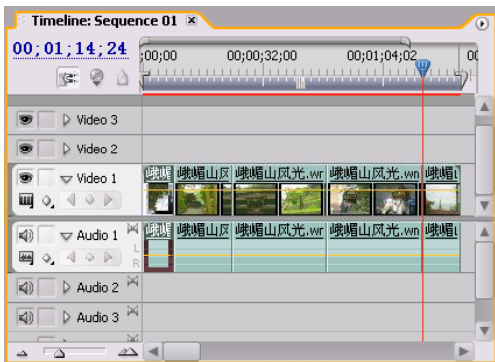 Timeline: Sequence 01
00;01;14;24
;00;00 00;00;32;00 00;01;04;02 00
Video 3
Video 2
Video 1
峨嵋 峨嵋山风 峨嵋山风光.wr 峨嵋山风光.wn 峨嵋
Audio 1
峨嵋 峨嵋山风 峨嵋山风光.wr 峨嵋山风光.wn 峨嵋
L
R
Audio 2
Audio 3